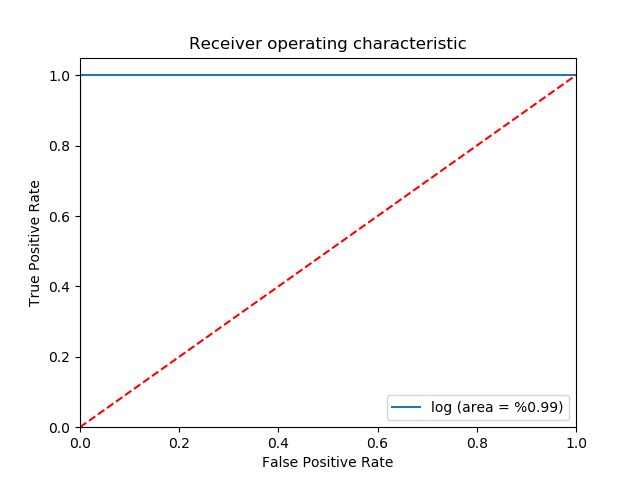 Receiver operating characteristic
1.0
0.8
0.6
0.4
0.2
0.0
True Positive Rate
log (area = %0.99)
0.0 0.2 0.4 0.6 0.8 1.0
False Positive Rate